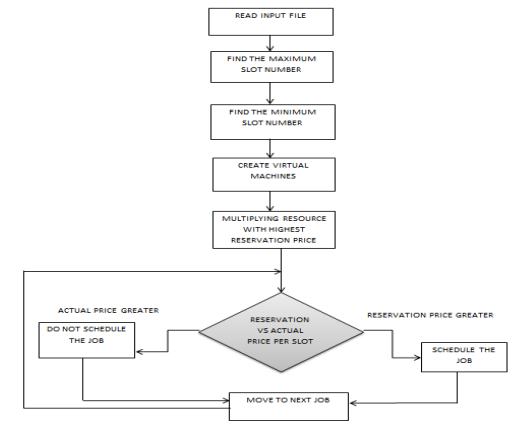 READ INPUT FILE
FIND THE MAXIMUM
SLOT NUMBER
FIND THE MINIMUM
SLOT NUMBER
CREATE VIRTUAL
MACHINES
MULTIPLYING RESOURCE
WITH HIGHEST
RESERVATION PRICE
ACTUAL PRICE GREATER
RESERVATION
VS ACTUAL
PRICE PER SLOT
RESERVATION PRICE GREATER
DO NOT SCHEDULE
THE JOB
SCHEDULE THE
JOB
MOVE TO NEXT JOB